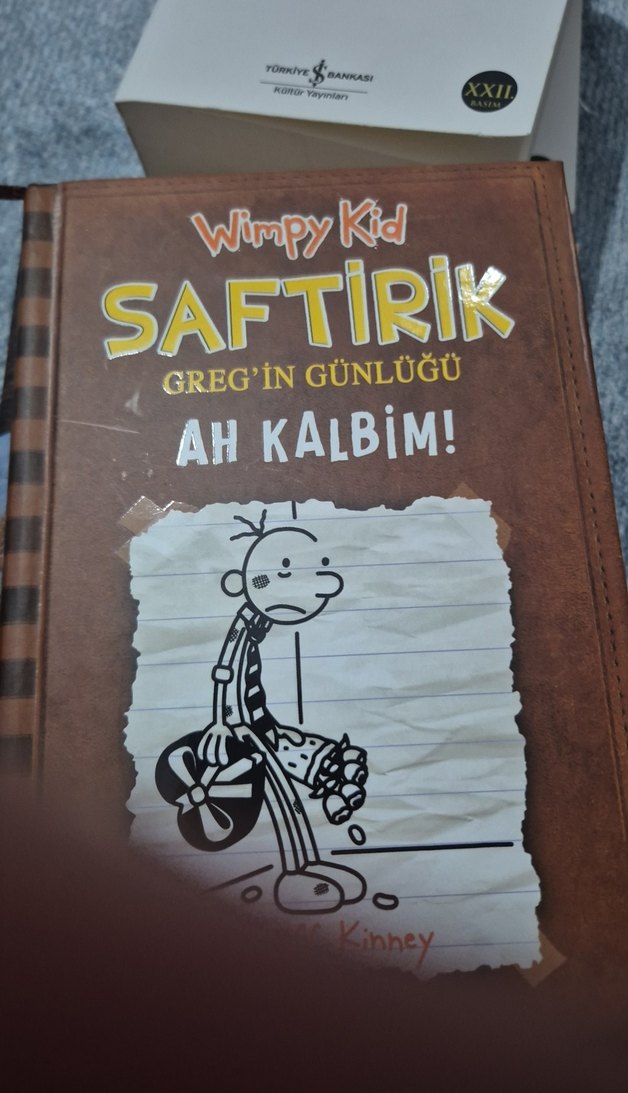 TÜRKİYE İŞ BANKASI
Kültür Yayınları
XXII.
BASIM
Wimpy Kid
SAFTİRİK
GREG'İN GÜNLÜĞÜ
AH KALBİM!
Kinney